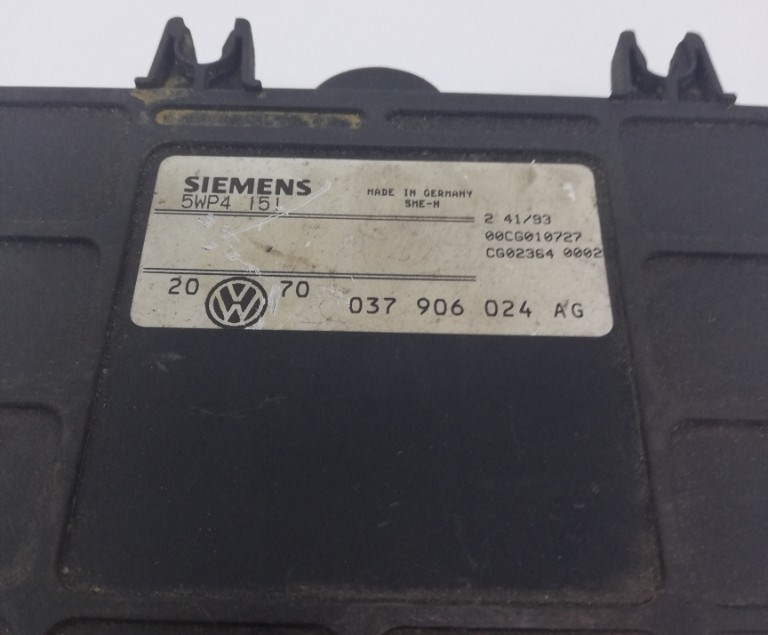 SIEMENS
5WP4 151
MADE IN GERMANY
SME-M
2 41/93
00CG010727
CG02364 0002
20 VW 70
037 906 024 AG